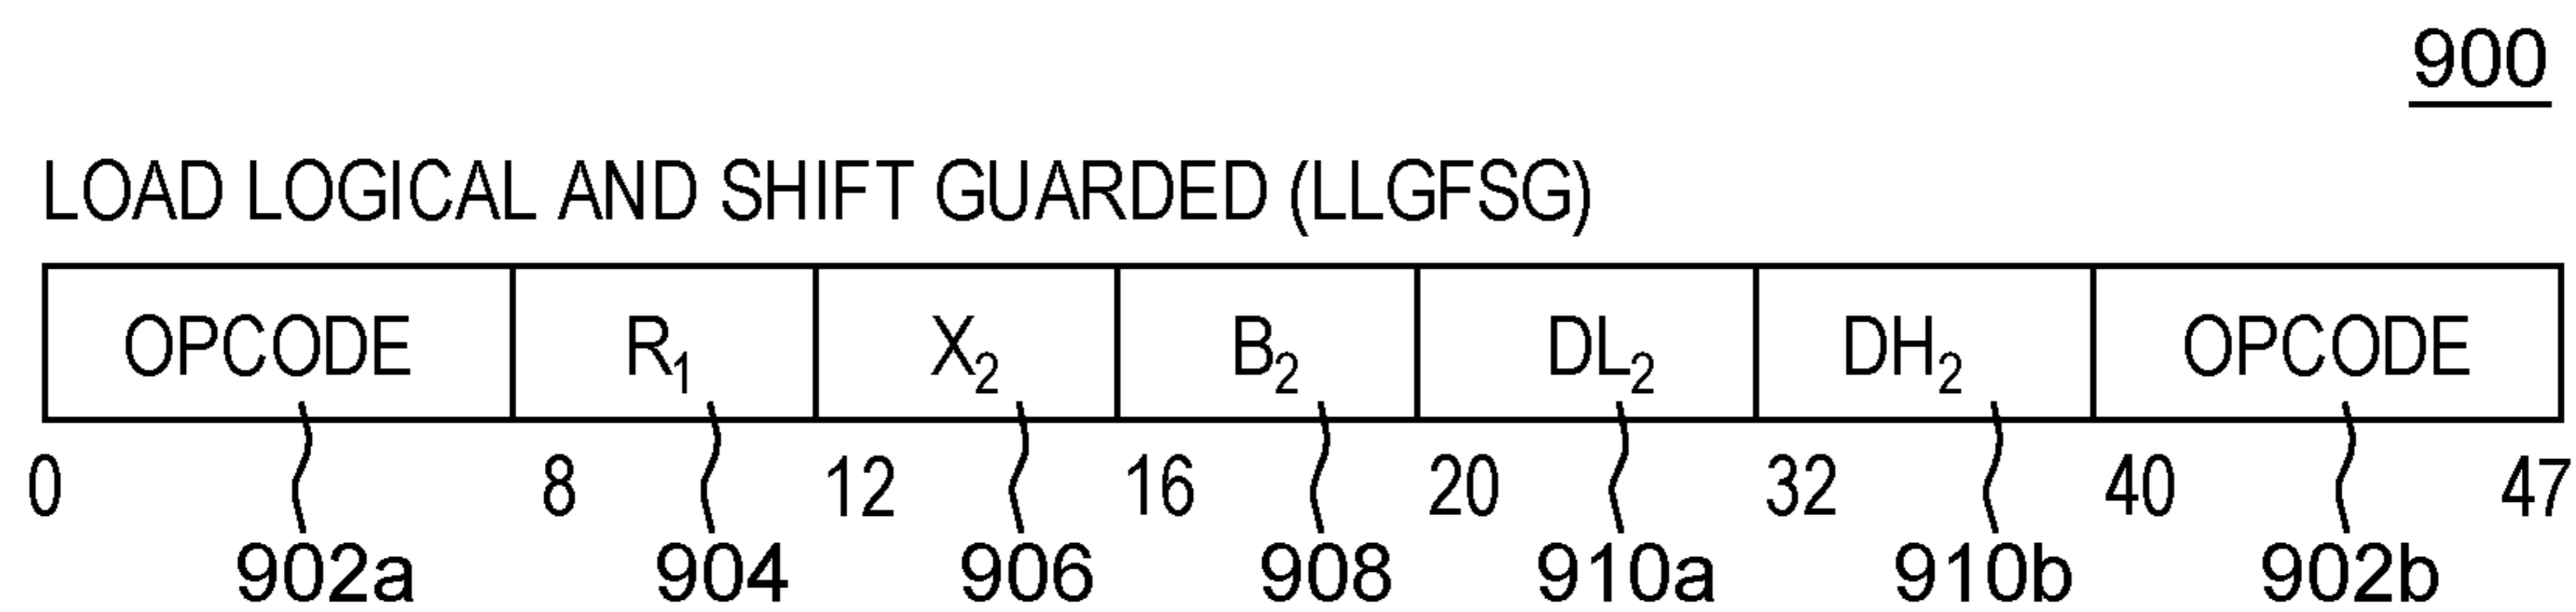 900
LOAD LOGICAL AND SHIFT GUARDED (LLGFSG)
OPCODE R₁ X₂ B₂ DL₂ DH₂ OPCODE
0 8 12 16 20 32 40 47
902a 904 906 908 910a 910b 902b